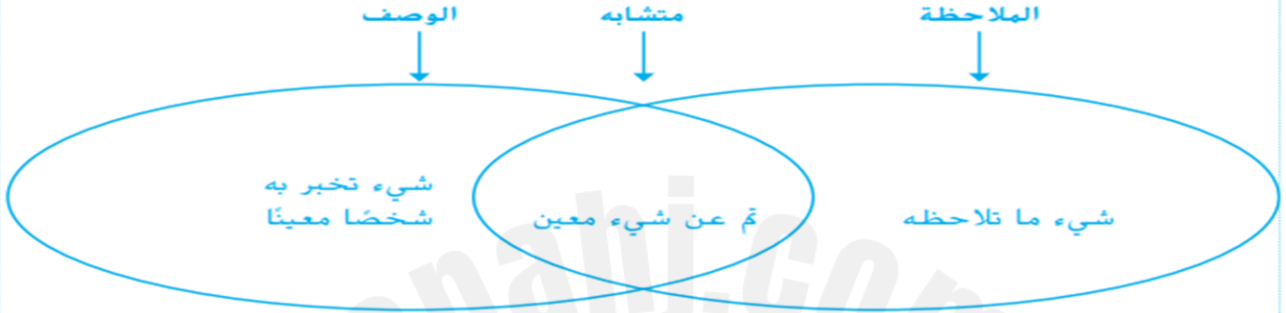 الملاحظة
متشابه
الوصف
شيء ما تلاحظه
تمّ عن شيء معين
شيء تخبر به
شخصًا معينًا